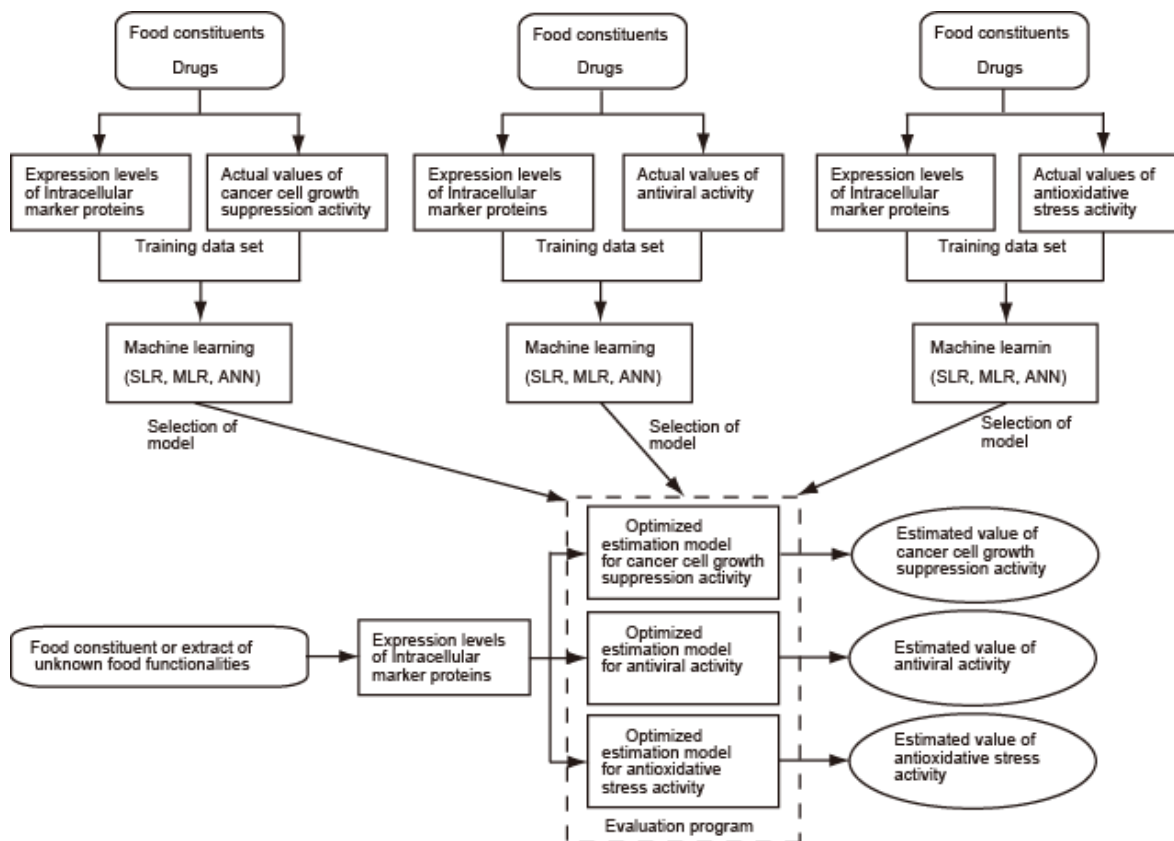 Food constituents
Drugs
Food constituents
Drugs
Food constituents
Drugs
Expression levels
of Intracellular
marker proteins
Actual values of
cancer cell growth
suppression activity
Expression levels
of Intracellular
marker proteins
Actual values of
antiviral activity
Expression levels
of Intracellular
marker proteins
Actual values of
antioxidative
stress activity
Training data set
Training data set
Training data set
Machine learning
(SLR, MLR, ANN)
Machine learning
(SLR, MLR, ANN)
Machine learnin
(SLR, MLR, ANN)
Selection of
model
Selection of
model
Selection of
model
Optimized
estimation model
for cancer cell growth
suppression activity
Estimated value of
cancer cell growth
suppression activity
Food constituent or extract of
unknown food functionalities
Expression levels
of Intracellular
marker proteins
Optimized
estimation model
for antiviral activity
Estimated value of
antiviral activity
Optimized
estimation model
for antioxidative
stress activity
Estimated value of
antioxidative stress
activity
Evaluation program